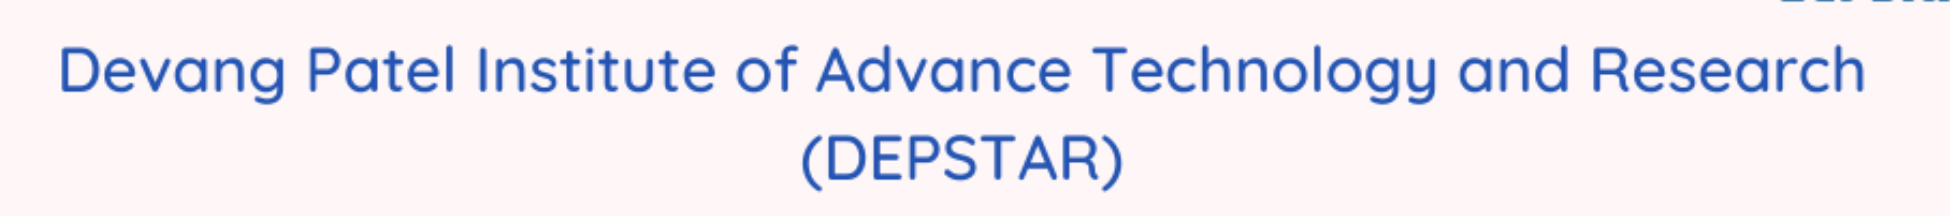 Devang Patel Institute of Advance Technology and Research
(DEPSTAR)